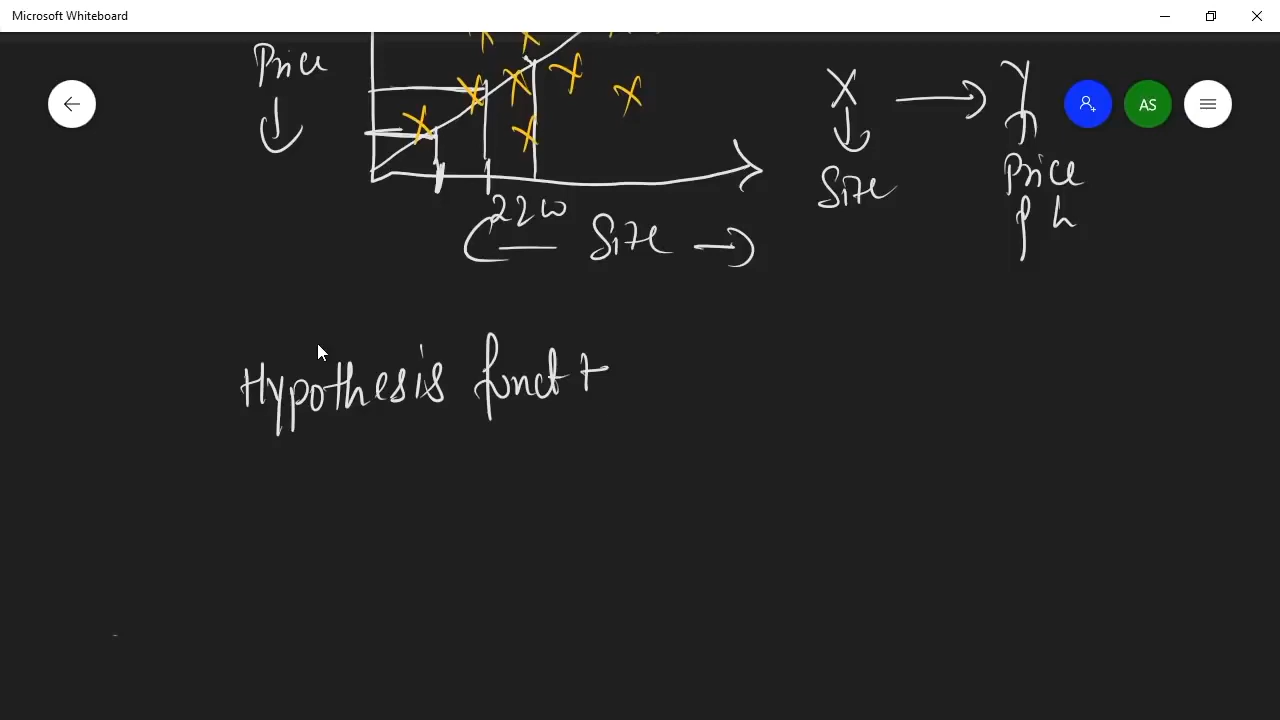 Microsoft Whiteboard
Price
X Y
AS
Size
Price
2200
Size
Hypothesis funct